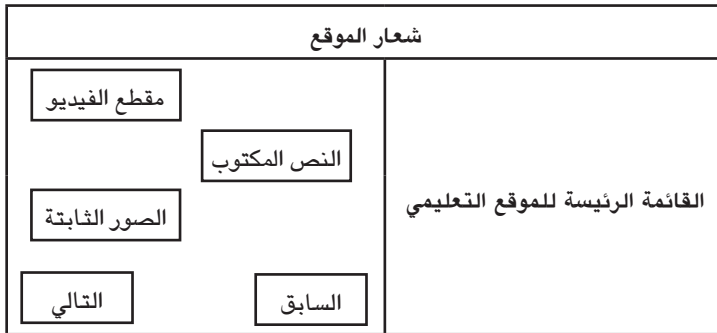 شعار الموقع
القائمة الرئيسة للموقع التعليمي
مقطع الفيديو
النص المكتوب
الصور الثابتة
السابق
التالي